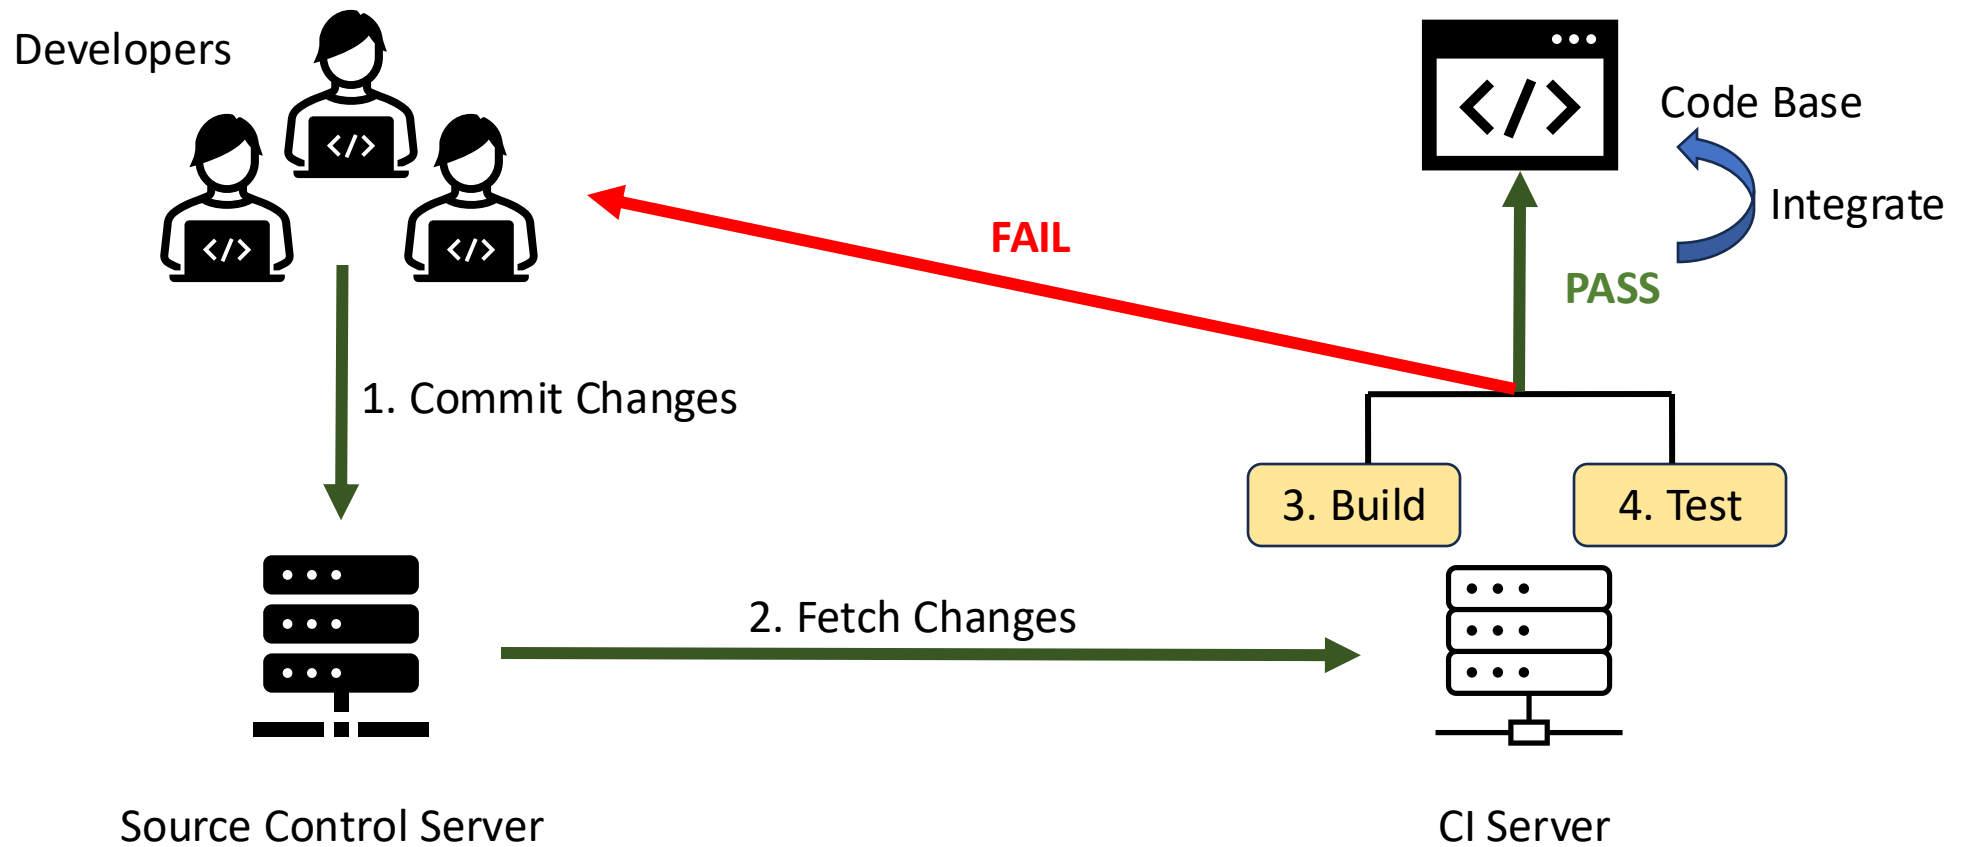 Developers
Code Base
Integrate
FAIL
PASS
1. Commit Changes
3. Build
4. Test
2. Fetch Changes
Source Control Server
CI Server